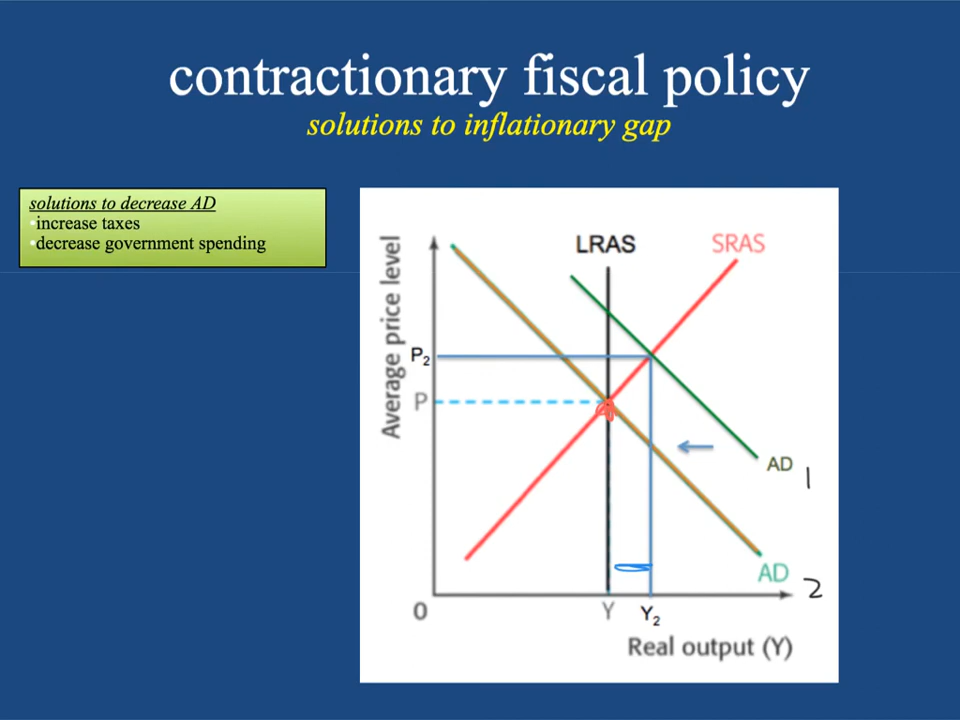 contractionary fiscal policy
solutions to inflationary gap
solutions to decrease AD
•increase taxes
•decrease government spending
Average price level
LRAS
SRAS
P2
P
AD 1
AD 2
0
Y
Y2
Real output (Y)